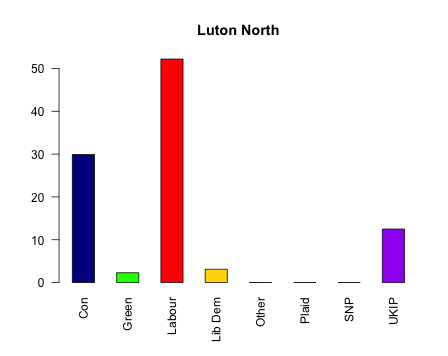 Luton North
50
40
30
20
10
0
Con
Green
Labour
Lib Dem
Other
Plaid
SNP
UKIP